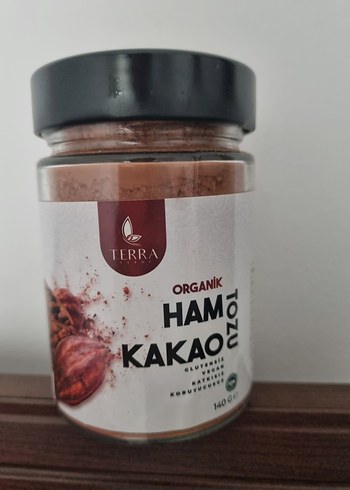 TERRA
ORGANİK
HAM
KAKAO
TOZU
GLUTENSİZ
VEGAN
KATKISIZ
KORUYUCUSUZ
140 G